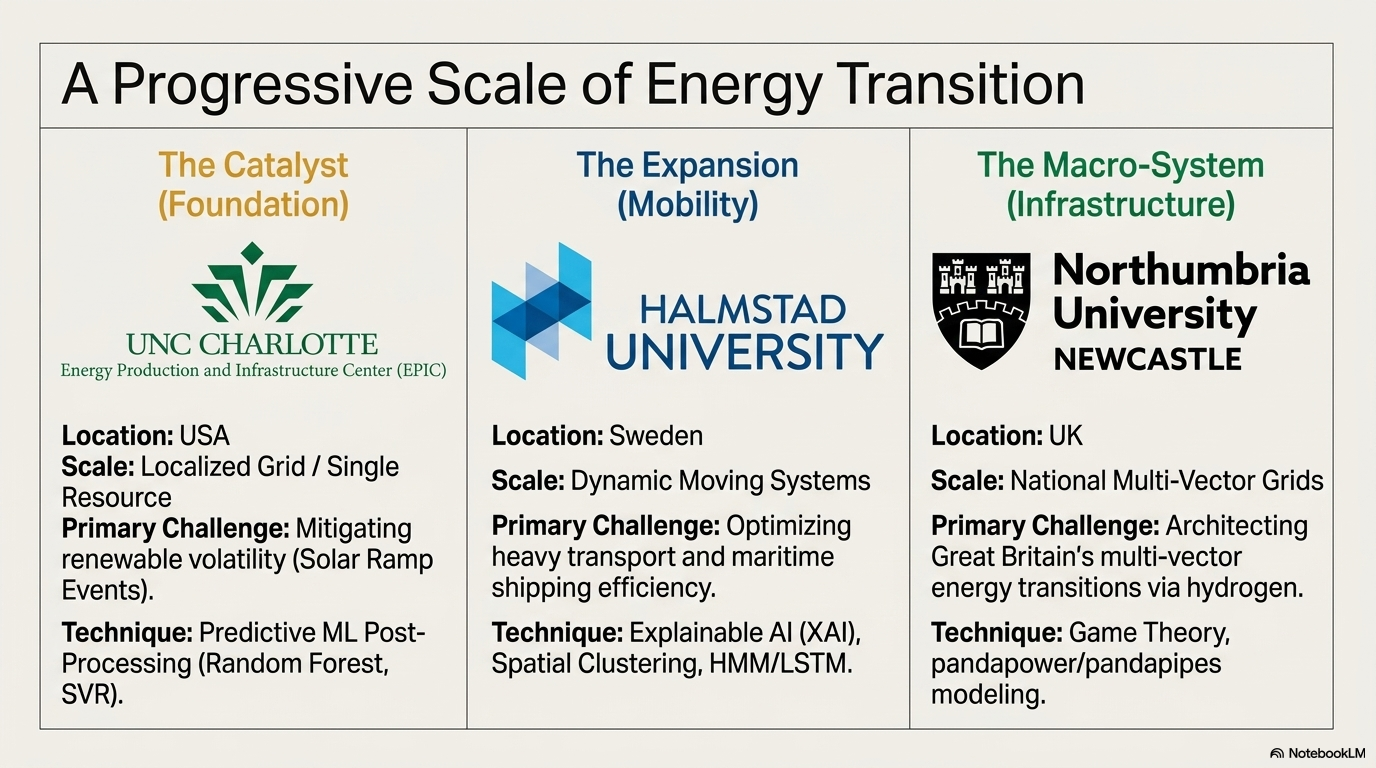 A Progressive Scale of Energy Transition
The Catalyst
(Foundation)
UNC CHARLOTTE
Energy Production and Infrastructure Center (EPIC)
Location: USA
Scale: Localized Grid / Single
Resource
Primary Challenge: Mitigating
renewable volatility (Solar Ramp
Events).
Technique: Predictive ML Post-
Processing (Random Forest,
SVR).
The Expansion
(Mobility)
HALMSTAD
UNIVERSITY
Location: Sweden
Scale: Dynamic Moving Systems
Primary Challenge: Optimizing
heavy transport and maritime
shipping efficiency.
Technique: Explainable AI (XAI),
Spatial Clustering, HMM/LSTM.
The Macro-System
(Infrastructure)
Northumbria
University
NEWCASTLE
Location: UK
Scale: National Multi-Vector Grids
Primary Challenge: Architecting
Great Britain's multi-vector
energy transitions via hydrogen.
Technique: Game Theory,
pandapower/pandapipes
modeling.
NotebookLM